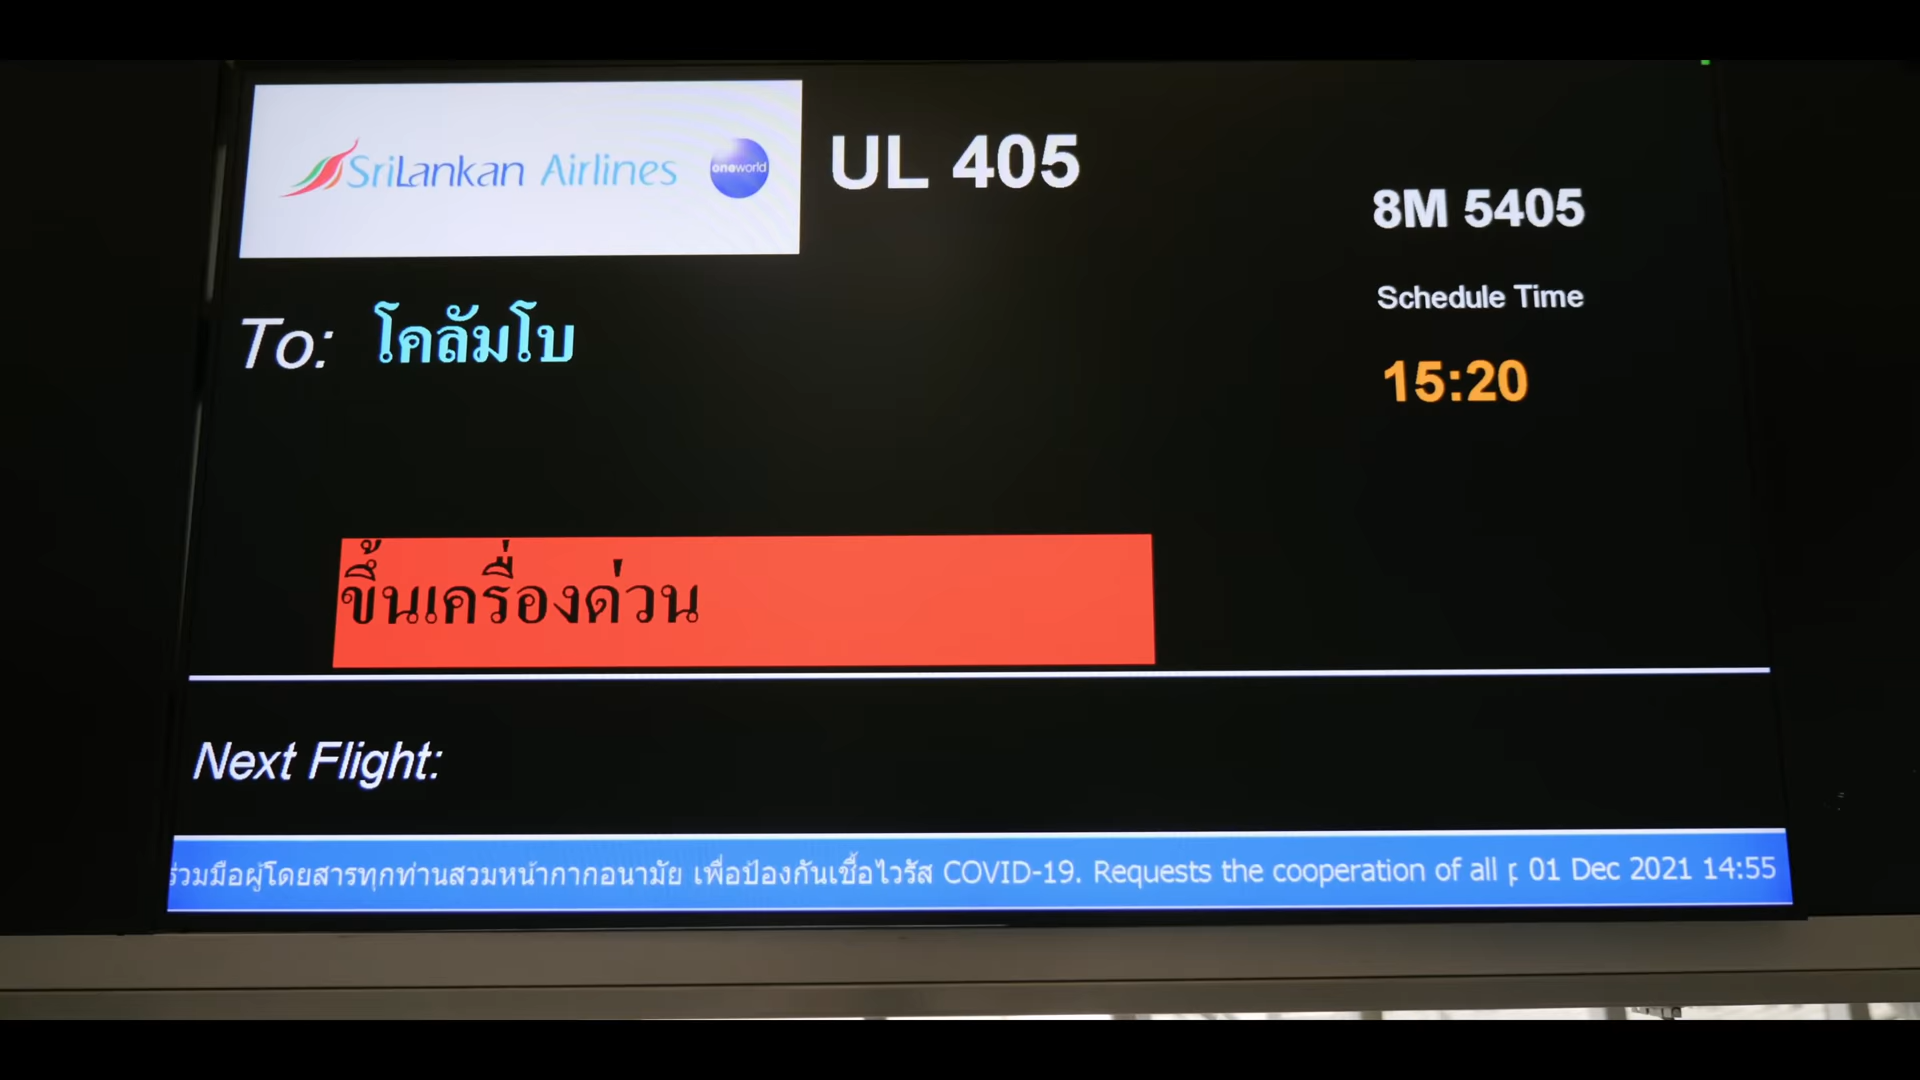 SriLankan Airlines oneworld
UL 405
8M 5405
Schedule Time
15:20
To: โคลัมโบ
ขึ้นเครื่องด่วน
Next Flight:
ร่วมมือผู้โดยสารทุกท่านสวมหน้ากากอนามัย เพื่อป้องกันเชื้อไวรัส COVID-19. Requests the cooperation of all 01 Dec 2021 14:55